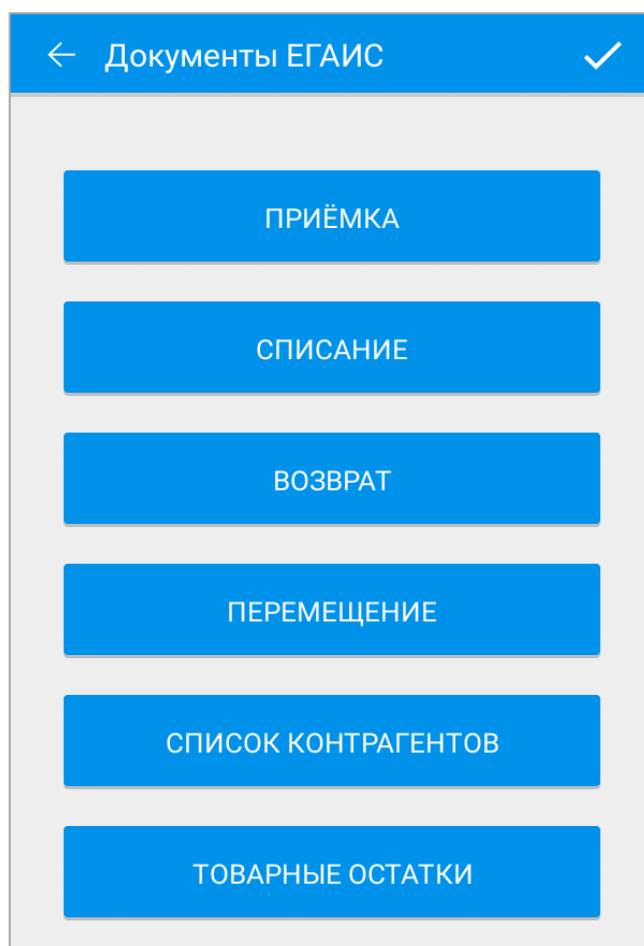 Документы ЕГАИС
ПРИЁМКА
СПИСАНИЕ
ВОЗВРАТ
ПЕРЕМЕЩЕНИЕ
СПИСОК КОНТРАГЕНТОВ
ТОВАРНЫЕ ОСТАТКИ